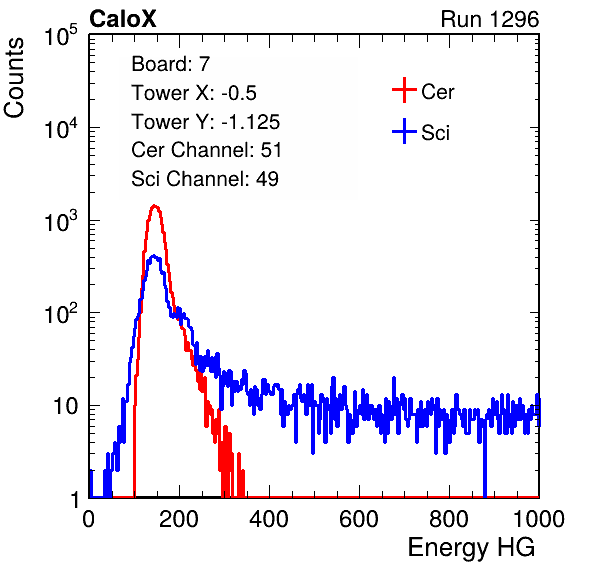 CaloX Run 1296
Counts
10^5
10^4
10^3
10^2
10
1
Board: 7
Tower X: -0.5
Tower Y: -1.125
Cer Channel: 51
Sci Channel: 49
Cer
Sci
0 200 400 600 800 1000
Energy HG